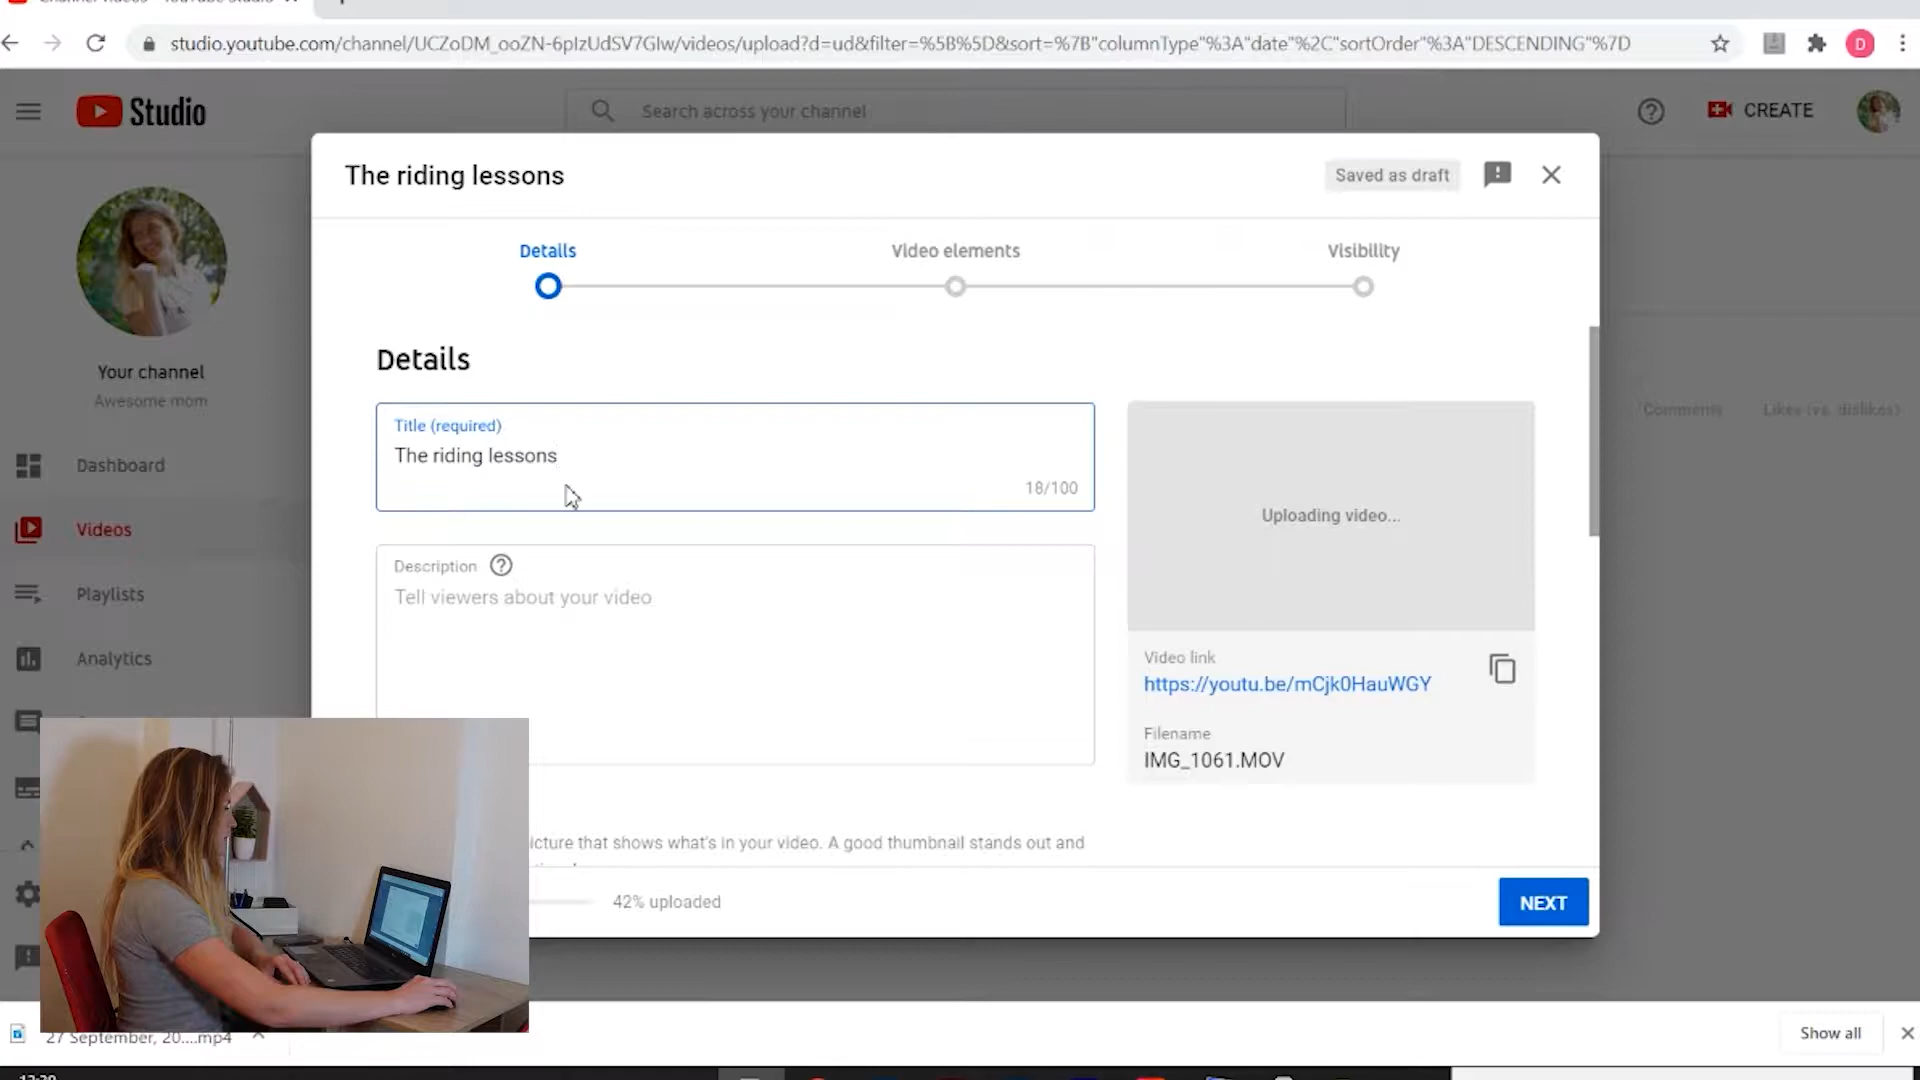 studio.youtube.com/channel/UCZoDM_ooZN-6pIzUdSV7GIw/videos/upload?d=ud&filter=%5B%5D&sort=%7B"columnType"%3A"date"%2C"sortOrder"%3A"DESCENDING"%7D
D
Studio
Search across your channel
CREATE
The riding lessons
Saved as draft
Details
Video elements
Visibility
Your channel
Awesome mom
Details
Title (required)
The riding lessons
18/100
Comments
Likes (vs. dislikes)
Dashboard
Videos
Playlists
Analytics
Uploading video...
Description
Tell viewers about your video
Video link
https://youtu.be/mCjk0HauWGY
Filename
IMG_1061.MOV
icture that shows what's in your video. A good thumbnail stands out and
42% uploaded
NEXT
27 September, 20....mp4
Show all